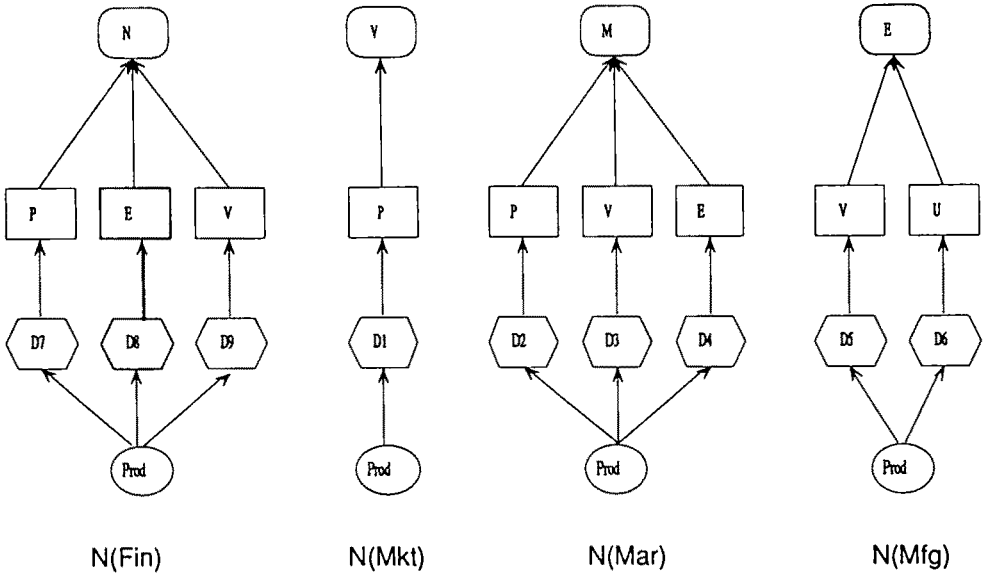 N V M E
P E V P P V E V U
D7 D8 D9 D1 D2 D3 D4 D5 D6
Prod Prod Prod Prod
N(Fin) N(Mkt) N(Mar) N(Mfg)